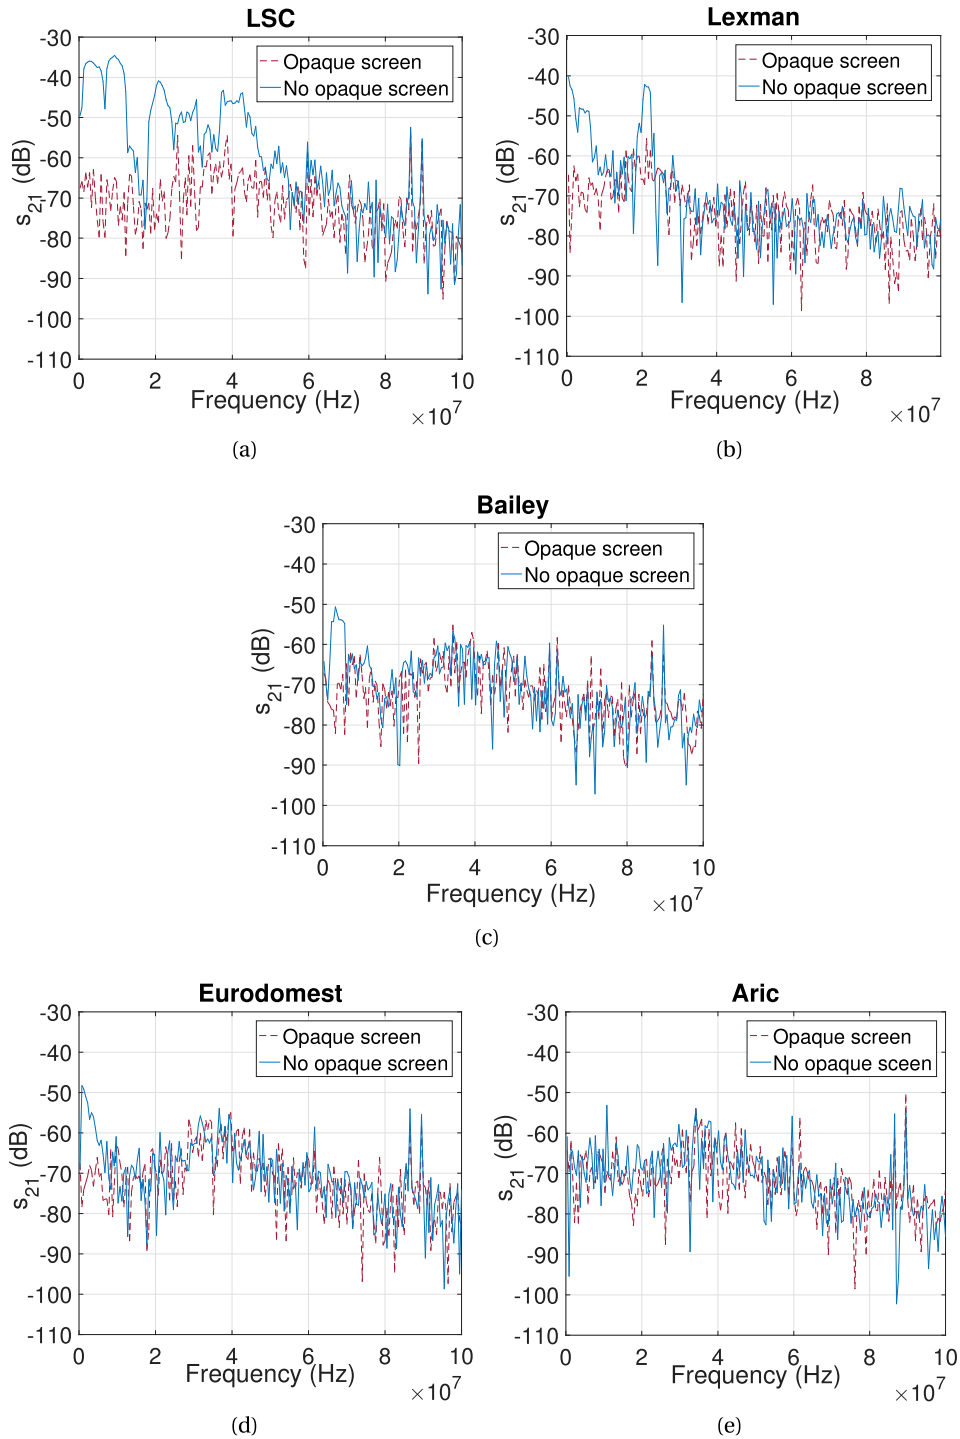 LSC
-30
-40
-50
-60
-70
-80
-90
-100
-110
s21 (dB)
Opaque screen
No opaque screen
0 2 4 6 8 10
Frequency (Hz)
×10^7
(a)
Lexman
-30
-40
-50
-60
-70
-80
-90
-100
-110
s21 (dB)
Opaque screen
No opaque screen
0 2 4 6 8
Frequency (Hz)
×10^7
(b)
Bailey
-30
-40
-50
-60
-70
-80
-90
-100
-110
s21 (dB)
Opaque screen
No opaque screen
0 2 4 6 8 10
Frequency (Hz)
×10^7
(c)
Eurodomest
-30
-40
-50
-60
-70
-80
-90
-100
-110
s21 (dB)
Opaque screen
No opaque screen
0 2 4 6 8 10
Frequency (Hz)
×10^7
(d)
Aric
-30
-40
-50
-60
-70
-80
-90
-100
-110
s21 (dB)
Opaque screen
No opaque sceen
0 2 4 6 8 10
Frequency (Hz)
×10^7
(e)